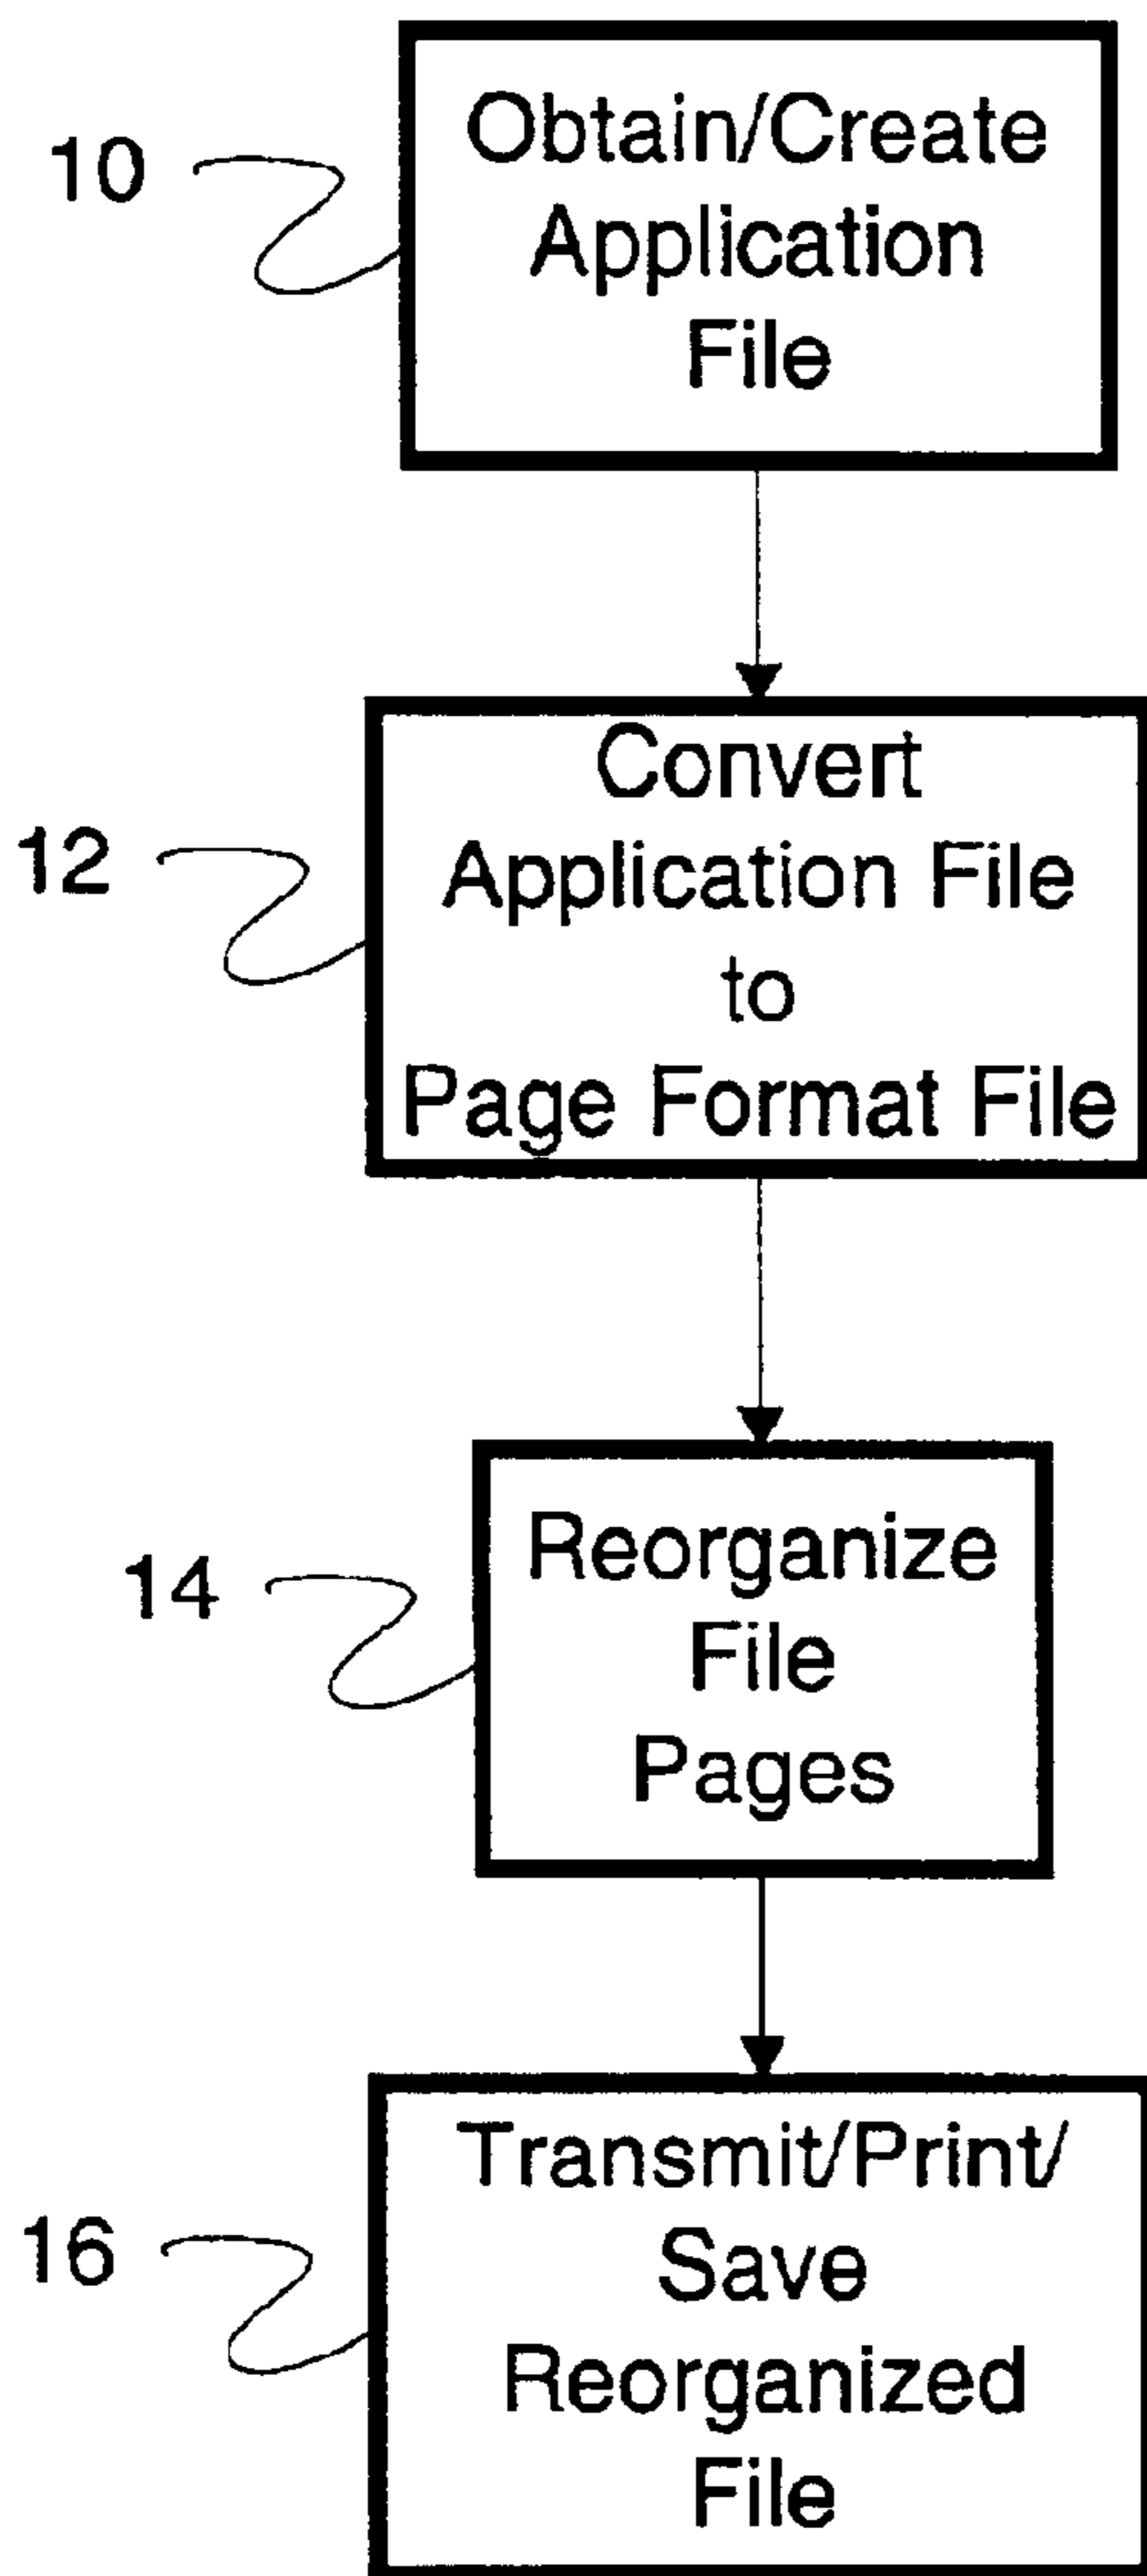 10
Obtain/Create
Application
File
12
Convert
Application File
to
Page Format File
14
Reorganize
File
Pages
16
Transmit/Print/
Save
Reorganized
File